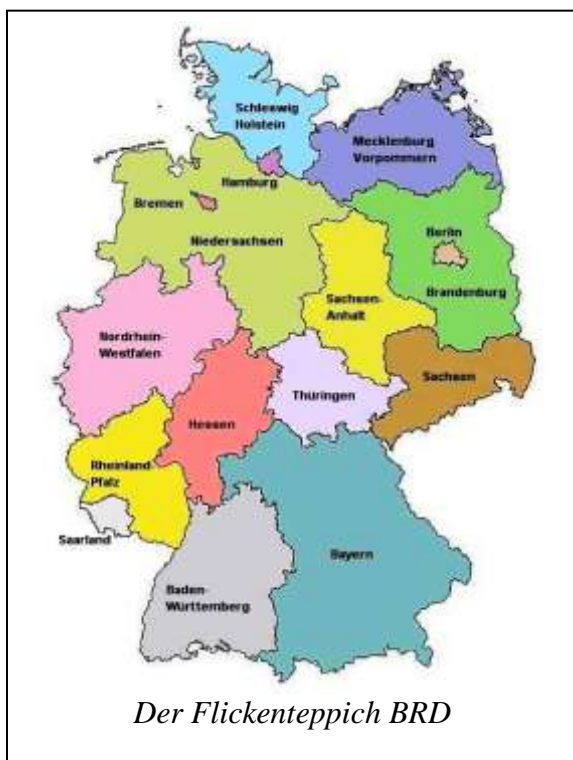 Schleswig
Holstein
Mecklenburg
Vorpommern
Hamburg
Bremen
Niedersachsen
Berlin
Brandenburg
Sachsen-
Anhalt
Nordrhein-
Westfalen
Sachsen
Thüringen
Hessen
Rheinland-
Pfalz
Saarland
Bayern
Baden-
Württemberg
Der Flickenteppich BRD